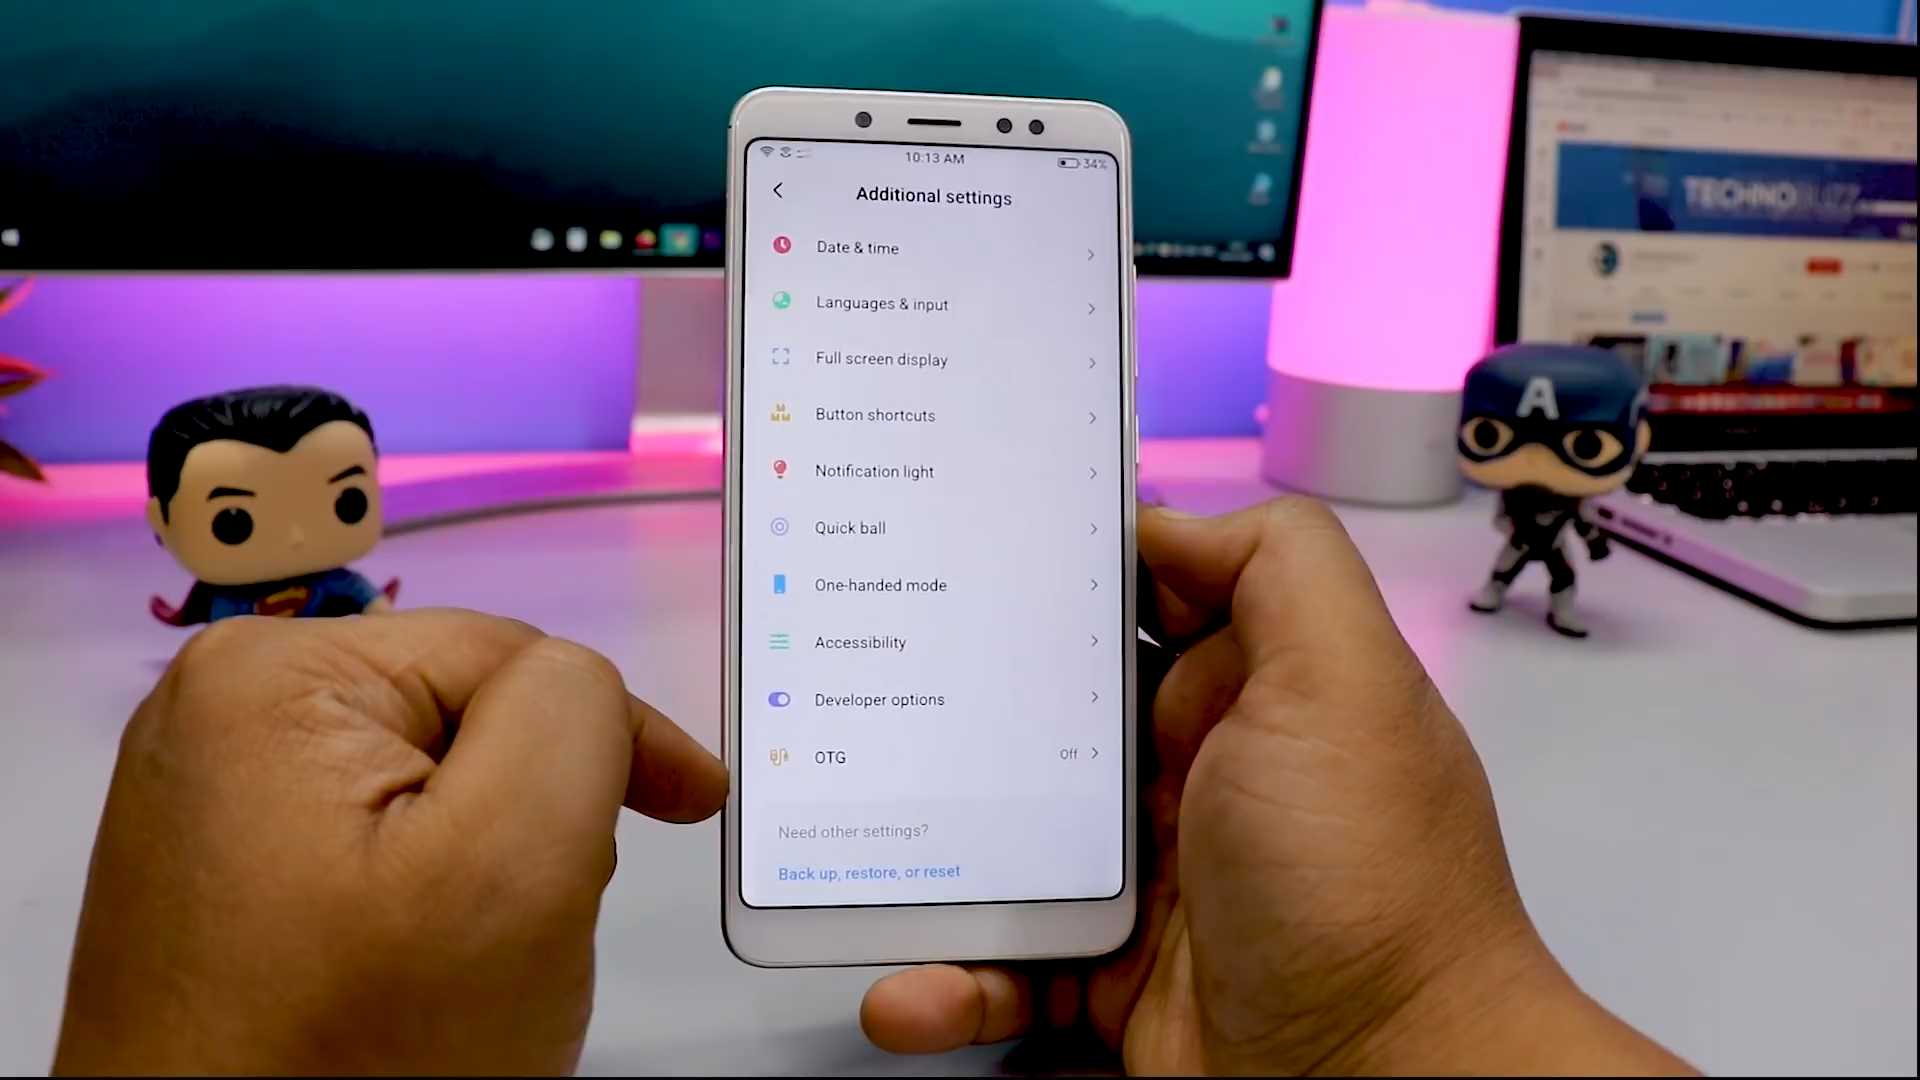 10:13 AM
34%
Additional settings
Date & time
Languages & input
Full screen display
Button shortcuts
Notification light
Quick ball
One-handed mode
Accessibility
Developer options
OTG
Off
Need other settings?
Back up, restore, or reset
TECHNOBUZZ
A